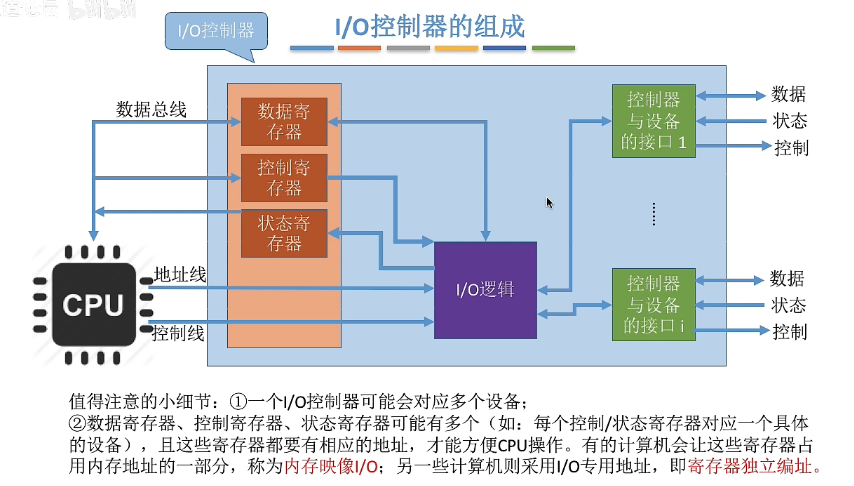 I/O控制器的组成
I/O控制器
数据总线
数据寄
存器
控制寄
存器
状态寄
存器
地址线
CPU
控制线
I/O逻辑
控制器
与设备
的接口 1
数据
状态
控制
......
控制器
与设备
的接口 i
数据
状态
控制
值得注意的小细节：①一个I/O控制器可能会对应多个设备；
②数据寄存器、控制寄存器、状态寄存器可能有多个（如：每个控制/状态寄存器对应一个具体
的设备），且这些寄存器都要有相应的地址，才能方便CPU操作。有的计算机会让这些寄存器占
用内存地址的一部分，称为内存映像I/O；另一些计算机则采用I/O专用地址，即寄存器独立编址。